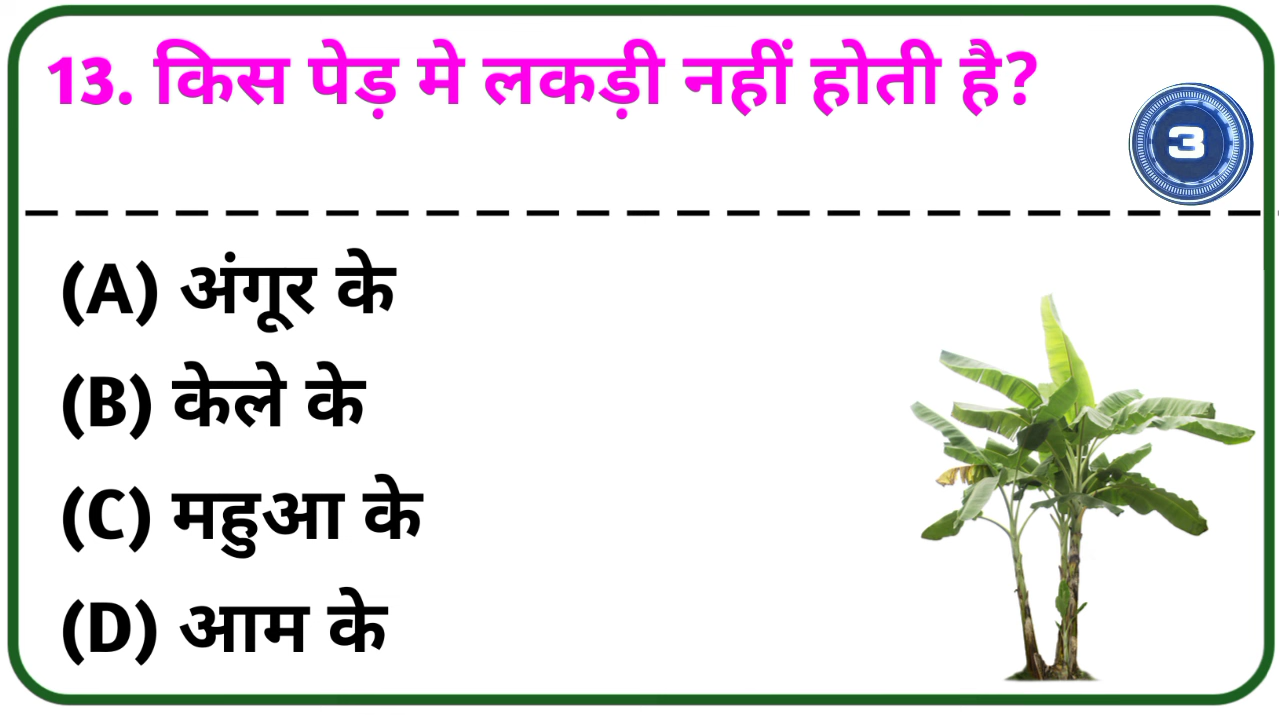 13. किस पेड़ मे लकड़ी नहीं होती है?
3
(A) अंगूर के
(B) केले के
(C) महुआ के
(D) आम के